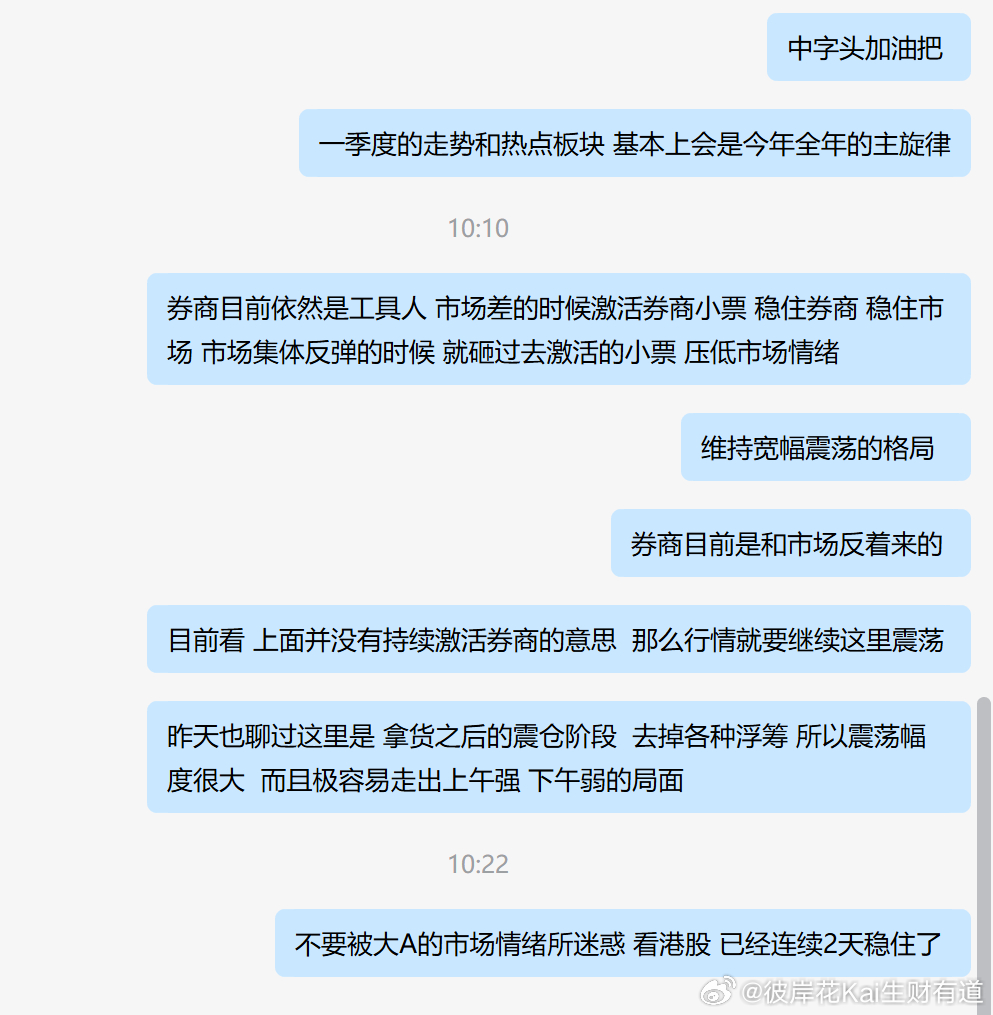 中字头加油把
一季度的走势和热点板块 基本上会是今年全年的主旋律
10:10
券商目前依然是工具人 市场差的时候激活券商小票 稳住券商 稳住市
场 市场集体反弹的时候 就砸过去激活的小票 压低市场情绪
维持宽幅震荡的格局
券商目前是和市场反着来的
目前看 上面并没有持续激活券商的意思  那么行情就要继续这里震荡
昨天也聊过这里是 拿货之后的震仓阶段  去掉各种浮筹 所以震荡幅
度很大  而且极容易走出上午强 下午弱的局面
10:22
不要被大A的市场情绪所迷惑 看港股 已经连续2天稳住了
@彼岸花Kai生财有道